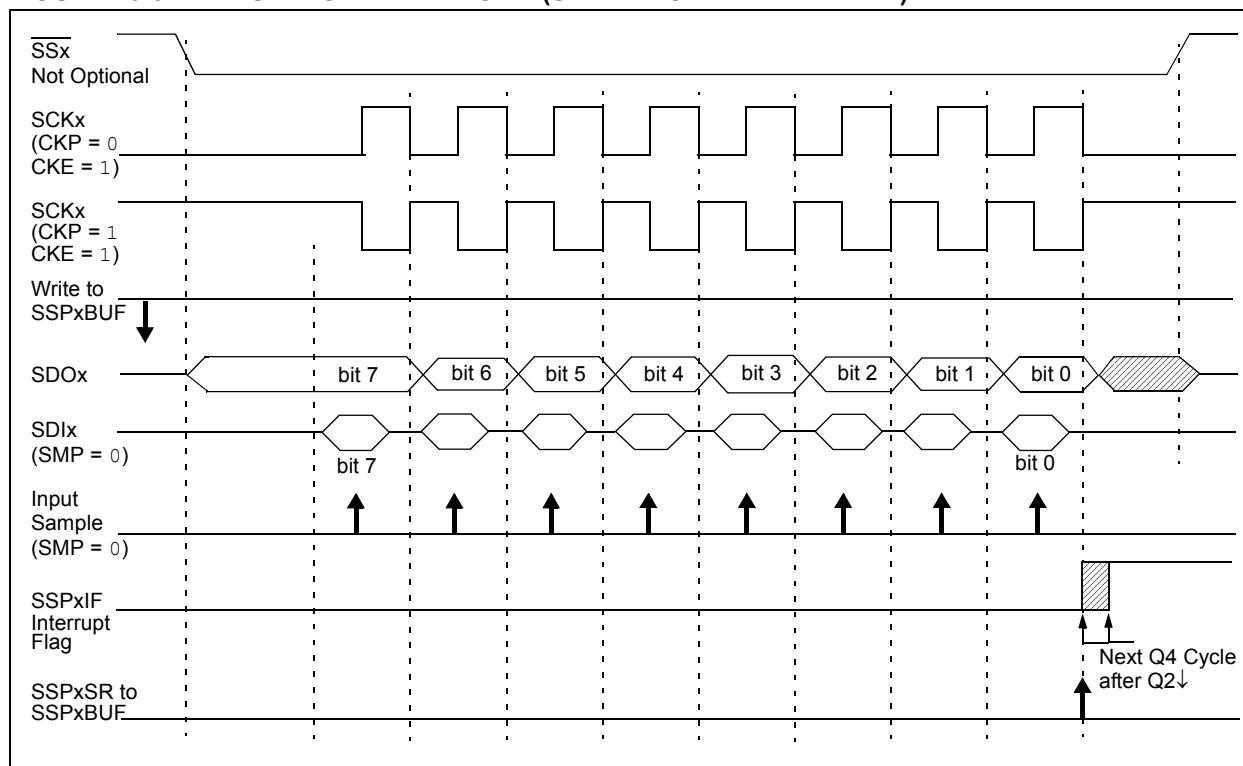 SSx
Not Optional
SCKx
(CKP = 0
CKE = 1)
SCKx
(CKP = 1
CKE = 1)
Write to
SSPxBUF
SDOx
bit 7
bit 6
bit 5
bit 4
bit 3
bit 2
bit 1
bit 0
SDIx
(SMP = 0)
bit 7
bit 0
Input
Sample
(SMP = 0)
SSPxIF
Interrupt
Flag
Next Q4 Cycle
after Q2↓
SSPxSR to
SSPxBUF